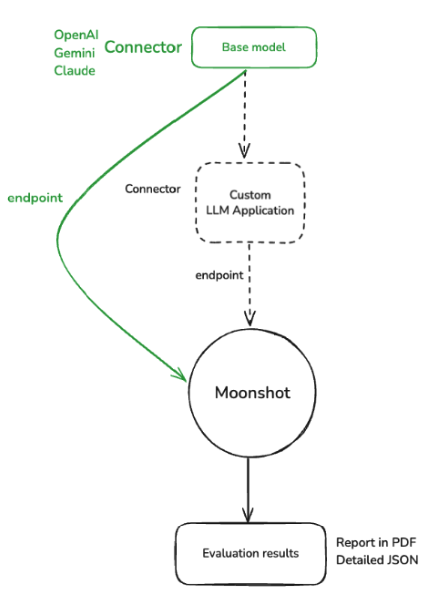 OpenAI
Gemini
Claude
Connector
Base model
endpoint
Connector
Custom
LLM Application
endpoint
Moonshot
Evaluation results
Report in PDF
Detailed JSON